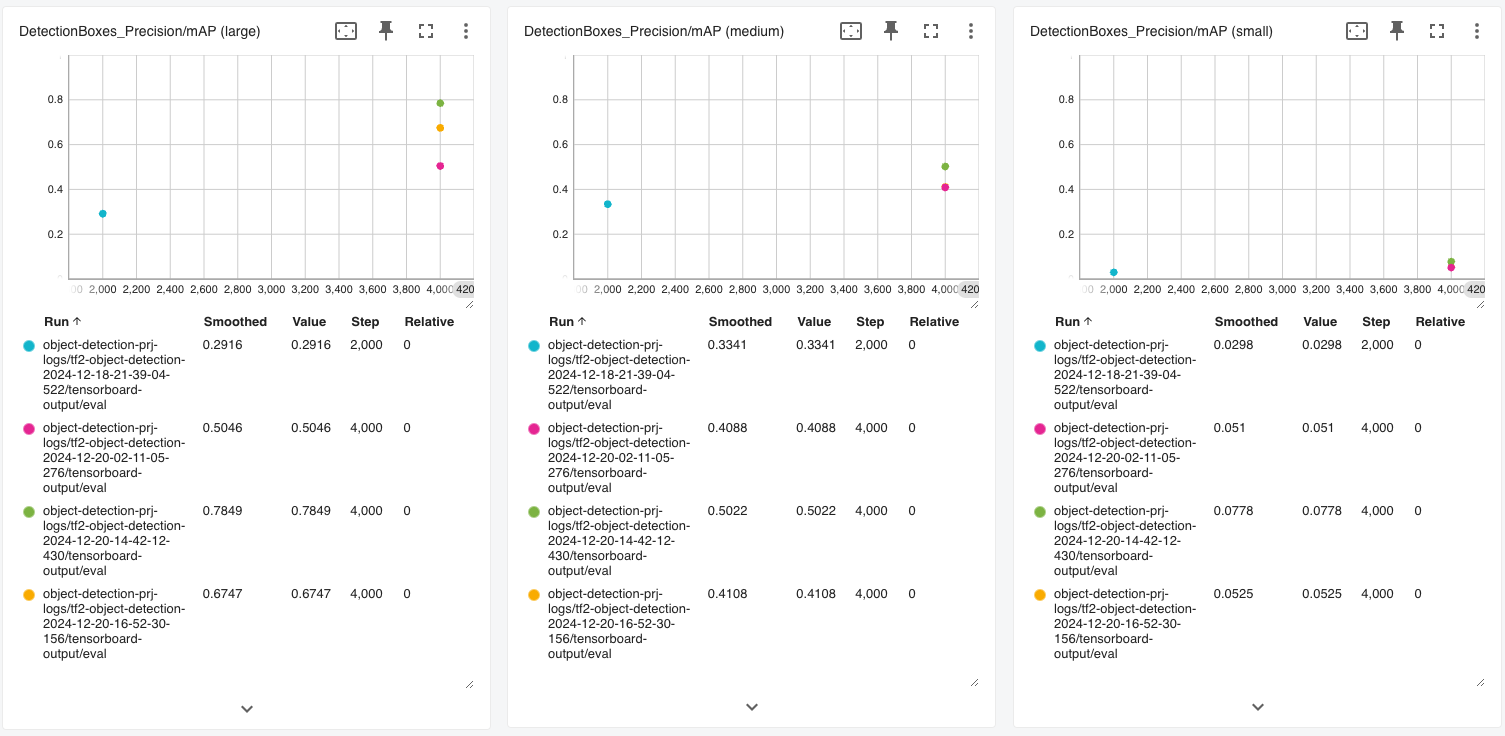 DetectionBoxes_Precision/mAP (large)
0.8
0.6
0.4
0.2
00 2,000 2,200 2,400 2,600 2,800 3,000 3,200 3,400 3,600 3,800 4,000 420
Run ↑ Smoothed Value Step Relative
object-detection-prj- 0.2916 0.2916 2,000 0
logs/tf2-object-detection-
2024-12-18-21-39-04-
522/tensorboard-
output/eval
object-detection-prj- 0.5046 0.5046 4,000 0
logs/tf2-object-detection-
2024-12-20-02-11-05-
276/tensorboard-
output/eval
object-detection-prj- 0.7849 0.7849 4,000 0
logs/tf2-object-detection-
2024-12-20-14-42-12-
430/tensorboard-
output/eval
object-detection-prj- 0.6747 0.6747 4,000 0
logs/tf2-object-detection-
2024-12-20-16-52-30-
156/tensorboard-
output/eval
DetectionBoxes_Precision/mAP (medium)
0.8
0.6
0.4
0.2
00 2,000 2,200 2,400 2,600 2,800 3,000 3,200 3,400 3,600 3,800 4,000 420
Run ↑ Smoothed Value Step Relative
object-detection-prj- 0.3341 0.3341 2,000 0
logs/tf2-object-detection-
2024-12-18-21-39-04-
522/tensorboard-
output/eval
object-detection-prj- 0.4088 0.4088 4,000 0
logs/tf2-object-detection-
2024-12-20-02-11-05-
276/tensorboard-
output/eval
object-detection-prj- 0.5022 0.5022 4,000 0
logs/tf2-object-detection-
2024-12-20-14-42-12-
430/tensorboard-
output/eval
object-detection-prj- 0.4108 0.4108 4,000 0
logs/tf2-object-detection-
2024-12-20-16-52-30-
156/tensorboard-
output/eval
DetectionBoxes_Precision/mAP (small)
0.8
0.6
0.4
0.2
00 2,000 2,200 2,400 2,600 2,800 3,000 3,200 3,400 3,600 3,800 4,000 420
Run ↑ Smoothed Value Step Relative
object-detection-prj- 0.0298 0.0298 2,000 0
logs/tf2-object-detection-
2024-12-18-21-39-04-
522/tensorboard-
output/eval
object-detection-prj- 0.051 0.051 4,000 0
logs/tf2-object-detection-
2024-12-20-02-11-05-
276/tensorboard-
output/eval
object-detection-prj- 0.0778 0.0778 4,000 0
logs/tf2-object-detection-
2024-12-20-14-42-12-
430/tensorboard-
output/eval
object-detection-prj- 0.0525 0.0525 4,000 0
logs/tf2-object-detection-
2024-12-20-16-52-30-
156/tensorboard-
output/eval